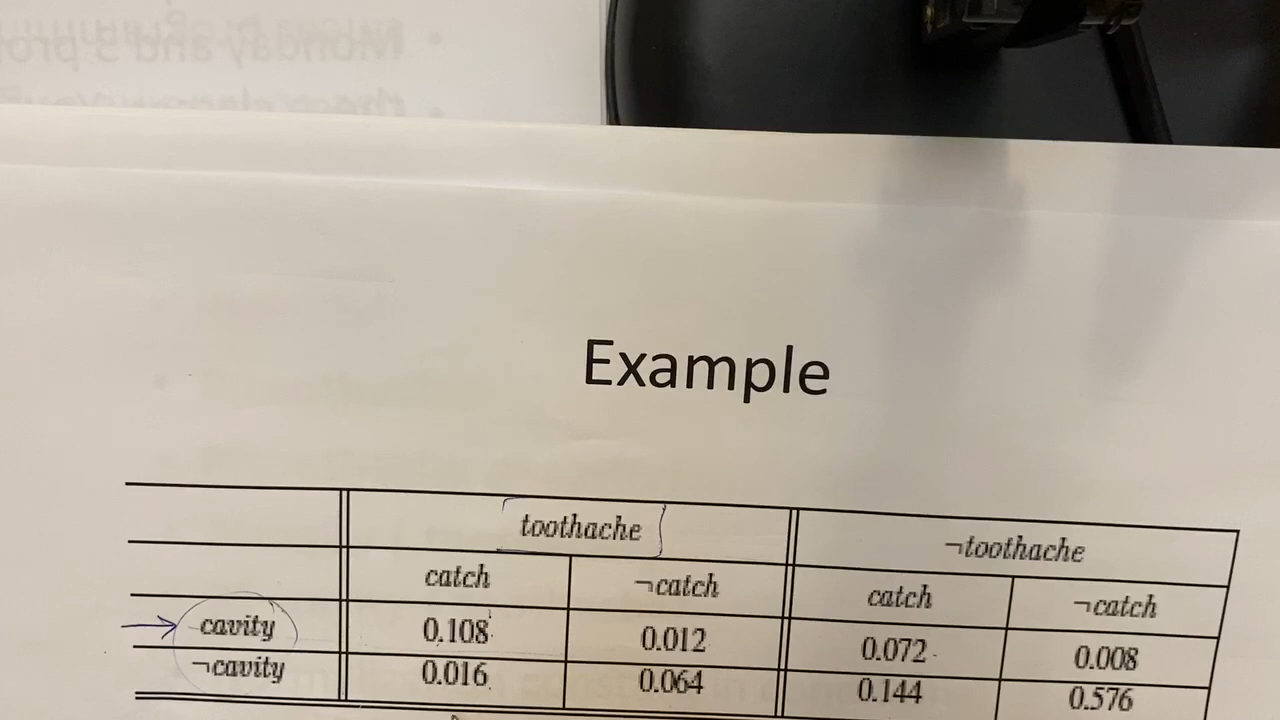 Monday and 5 pro
Example
toothache ¬toothache
catch ¬catch catch ¬catch
cavity 0.108 0.012 0.072 0.008
¬cavity 0.016 0.064 0.144 0.576